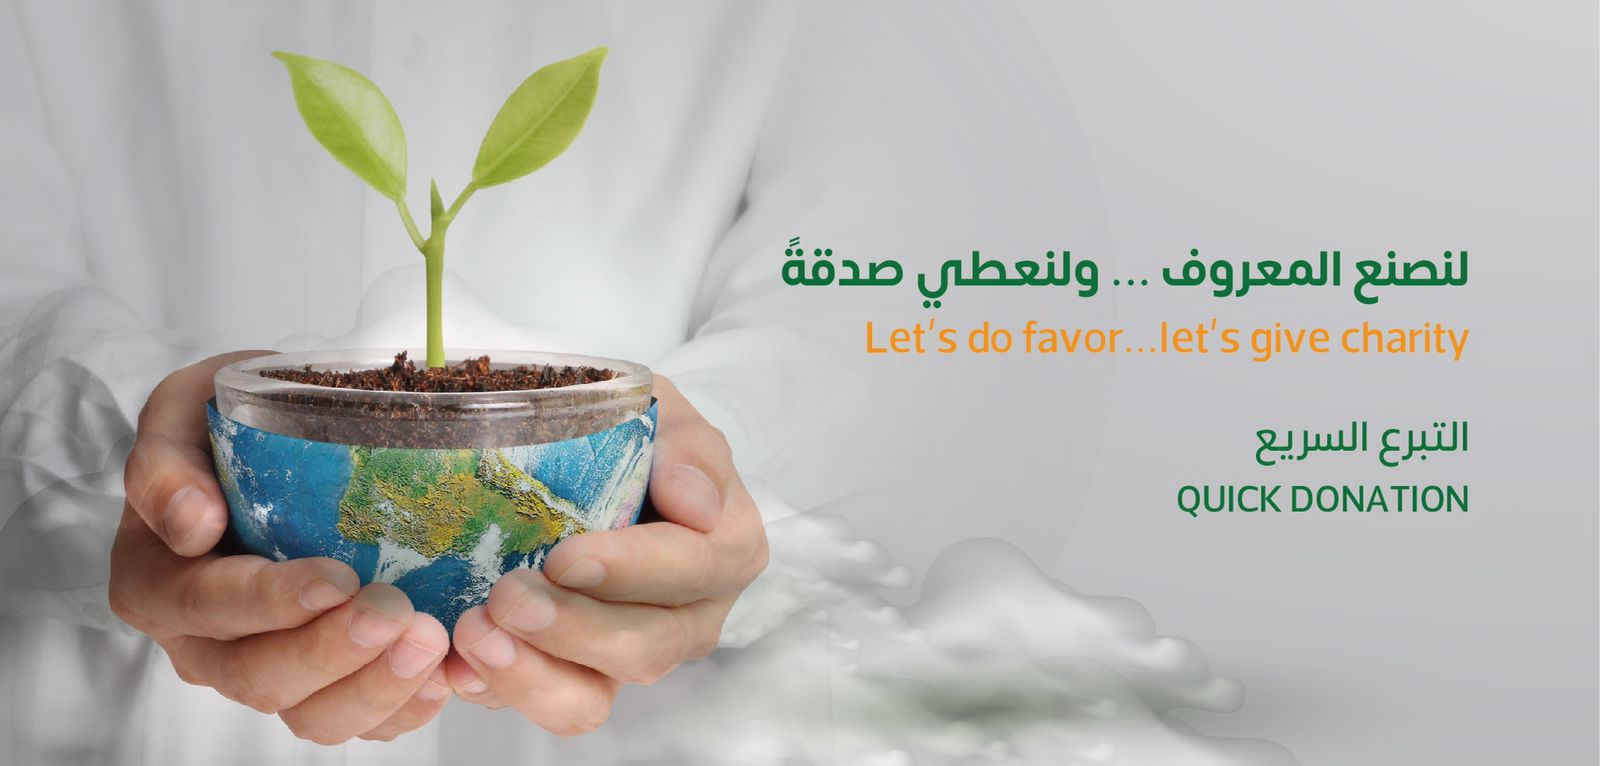 لنصنع المعروف ... ولنعطي صدقةً
Let's do favor...let's give charity
التبرع السريع
QUICK DONATION